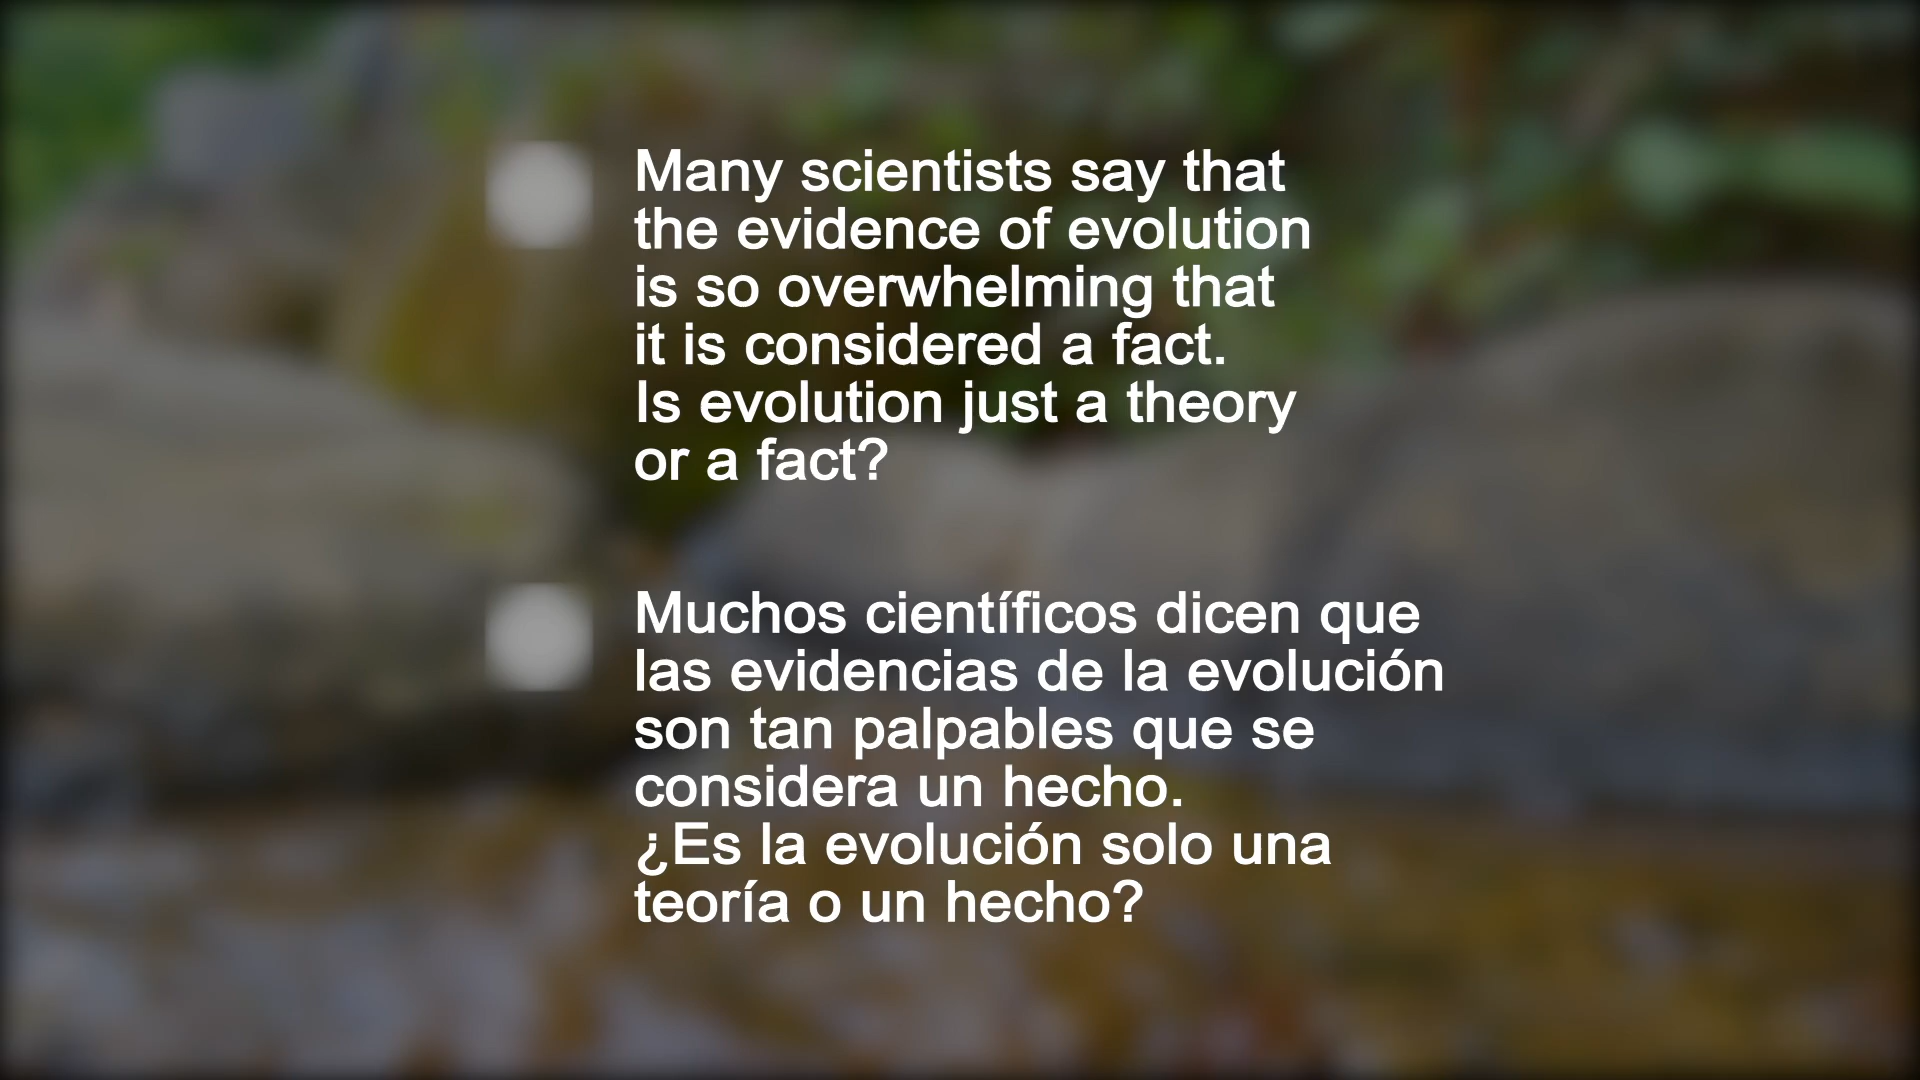 Many scientists say that
the evidence of evolution
is so overwhelming that
it is considered a fact.
Is evolution just a theory
or a fact?
Muchos científicos dicen que
las evidencias de la evolución
son tan palpables que se
considera un hecho.
¿Es la evolución solo una
teoría o un hecho?